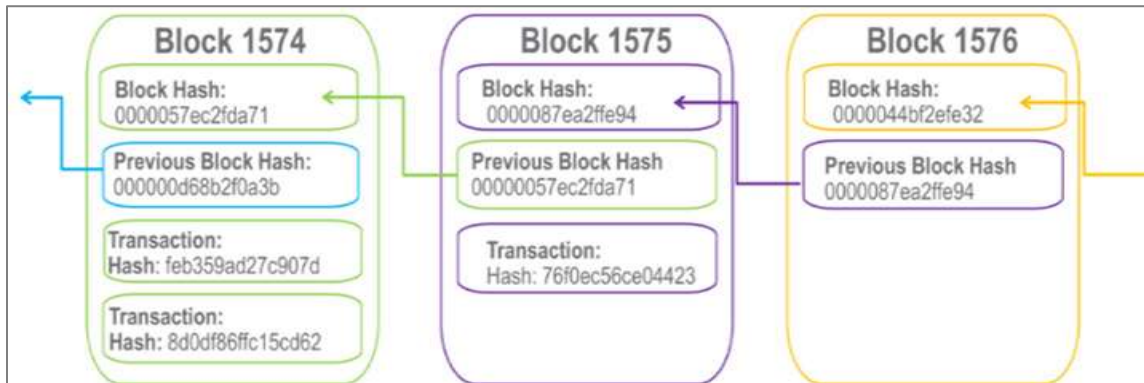 Block 1574
Block Hash:
0000057ec2fda71
Previous Block Hash:
000000d68b2f0a3b
Transaction:
Hash: feb359ad27c907d
Transaction:
Hash: 8d0df86ffc15cd62
Block 1575
Block Hash:
0000087ea2ffe94
Previous Block Hash
00000057ec2fda71
Transaction:
Hash: 76f0ec56ce04423
Block 1576
Block Hash:
0000044bf2efe32
Previous Block Hash
0000087ea2ffe94